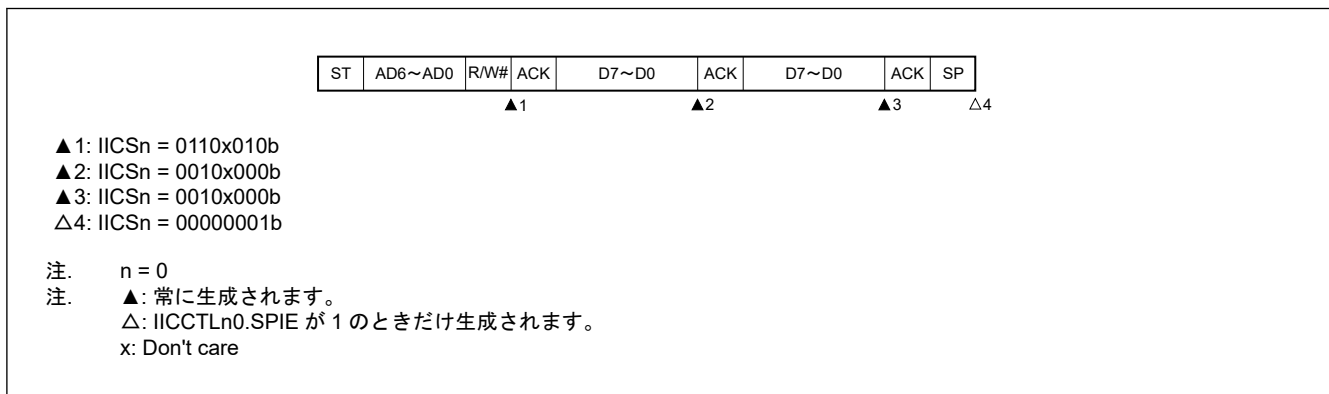 ST AD6～AD0 R/W# ACK D7～D0 ACK D7～D0 ACK SP
▲1 ▲2 ▲3 △4
▲1: IICSn = 0110x010b
▲2: IICSn = 0010x000b
▲3: IICSn = 0010x000b
△4: IICSn = 00000001b
注. n = 0
注. ▲: 常に生成されます。
△: IICCTLn0.SPIE が 1 のときだけ生成されます。
x: Don't care